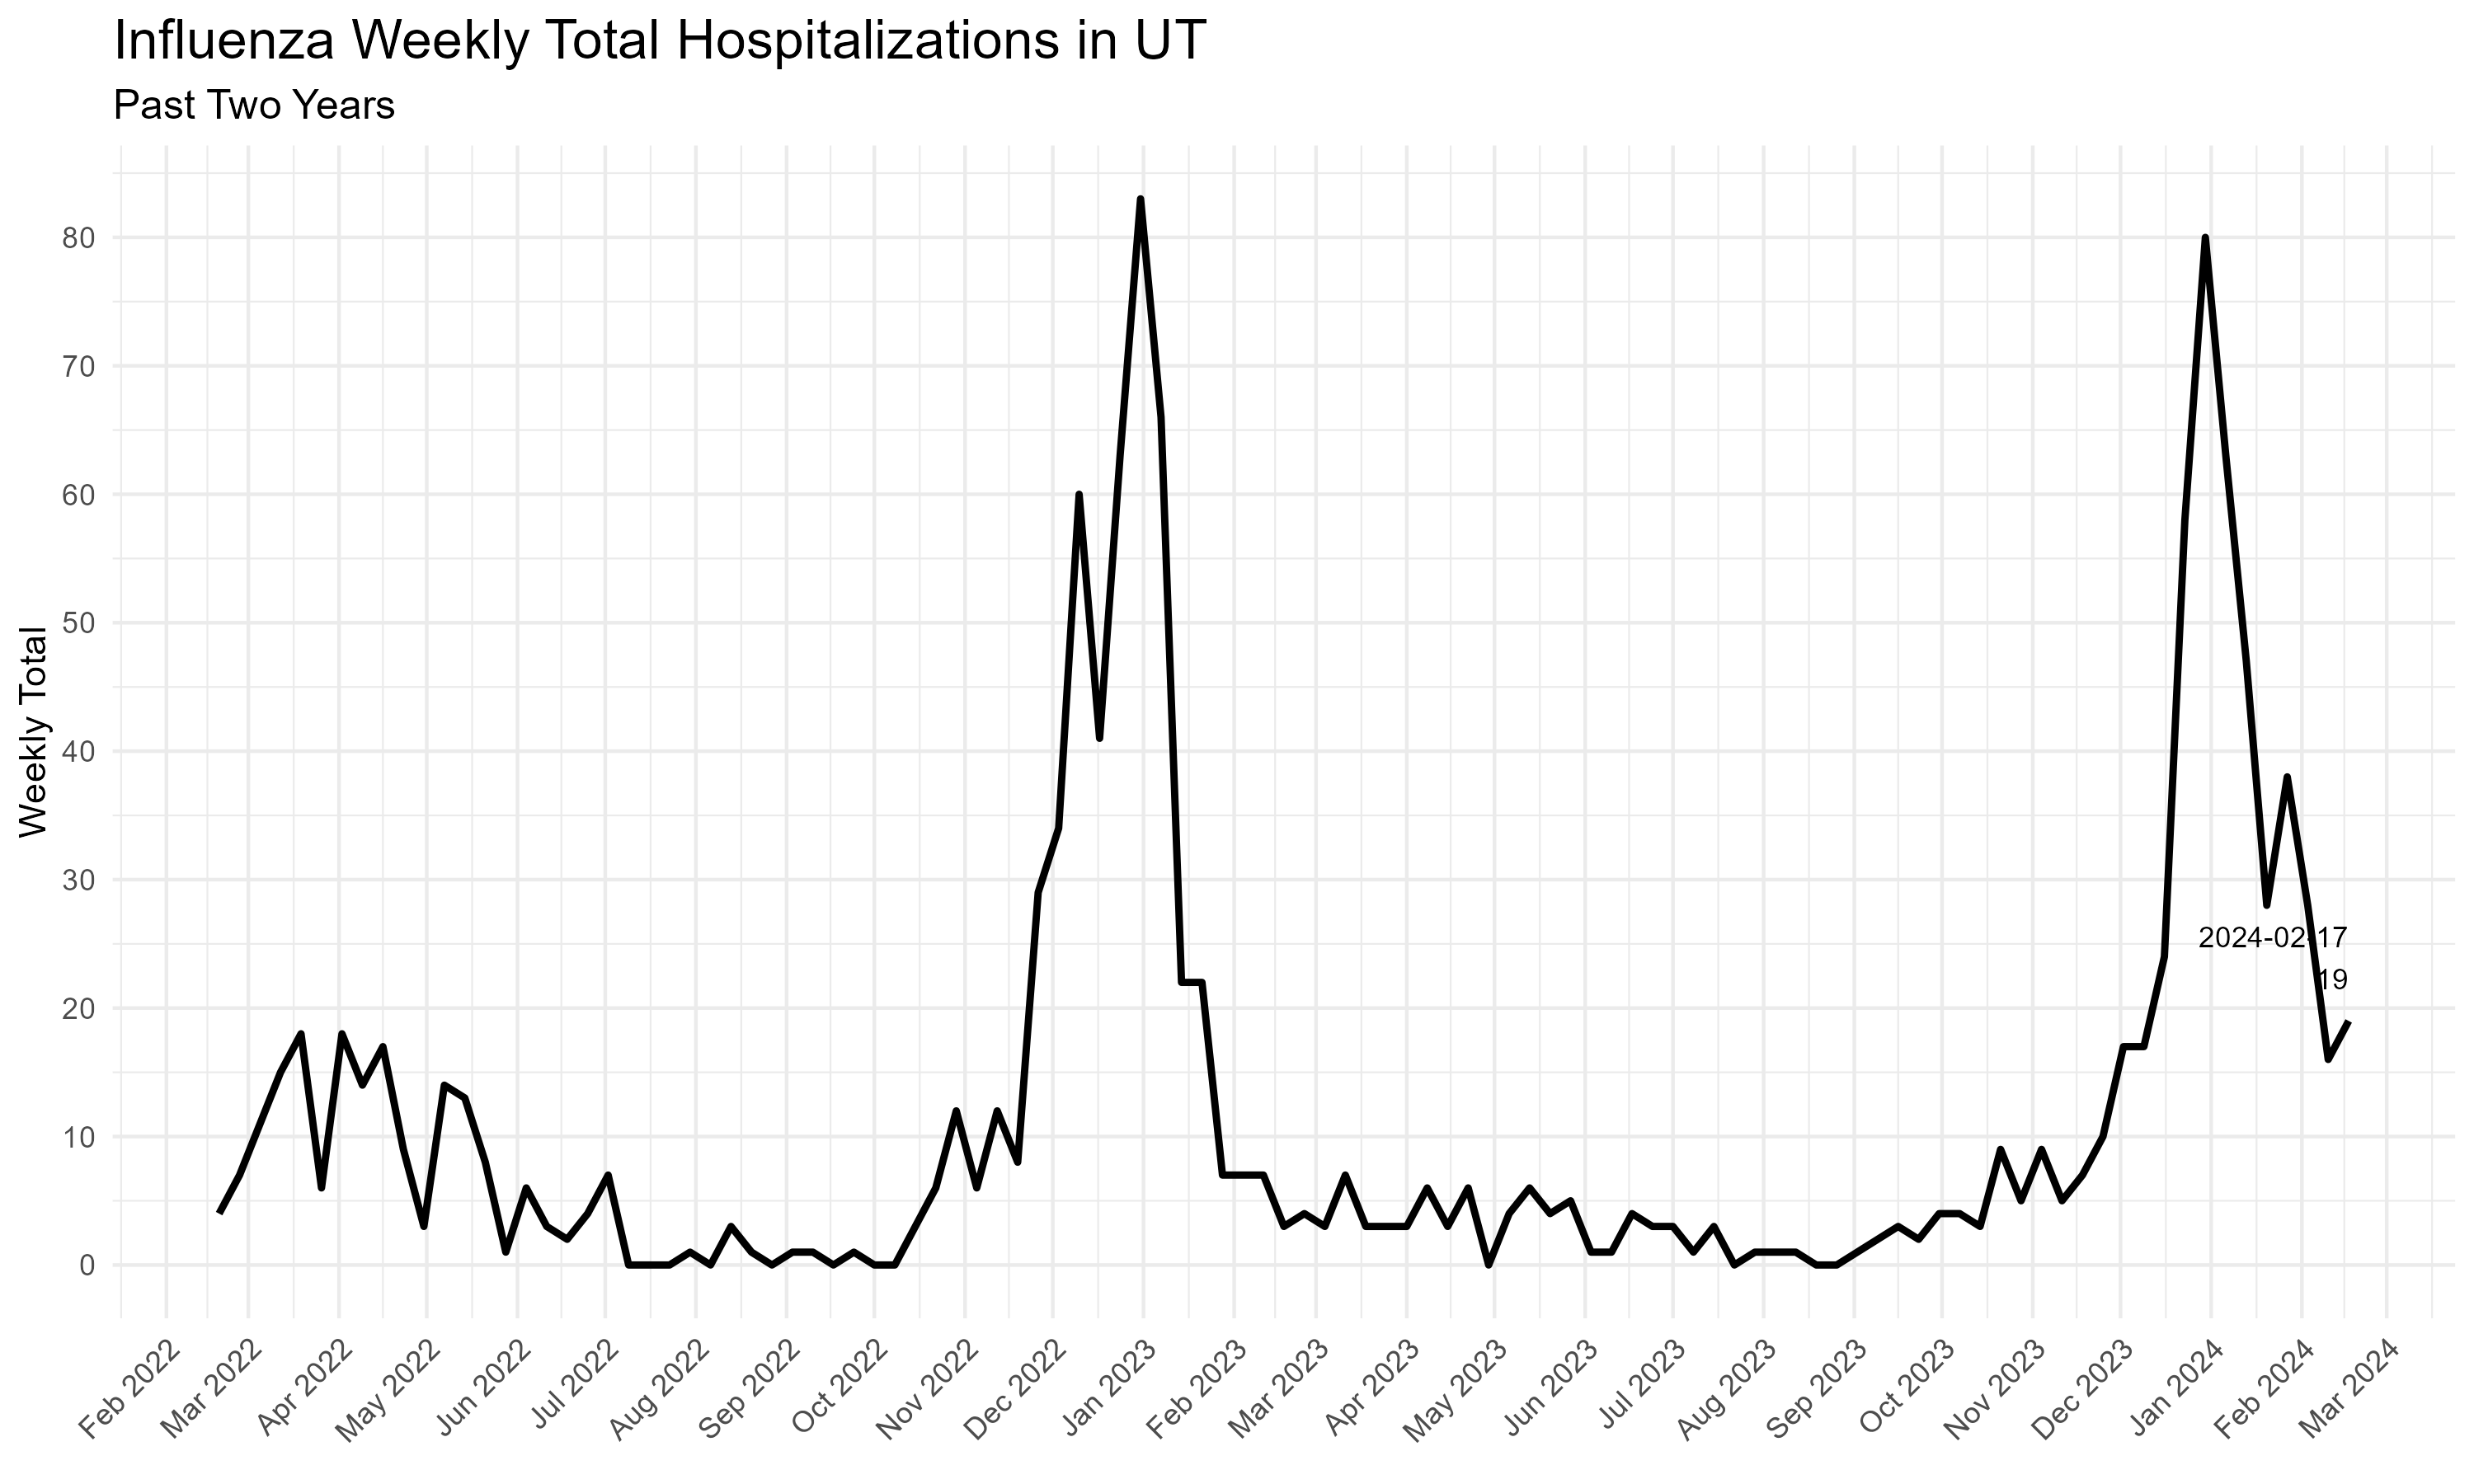 Influenza Weekly Total Hospitalizations in UT
Past Two Years
Weekly Total
80
70
60
50
40
30
20
10
0
2024-02-17
19
Feb 2022
Mar 2022
Apr 2022
May 2022
Jun 2022
Jul 2022
Aug 2022
Sep 2022
Oct 2022
Nov 2022
Dec 2022
Jan 2023
Feb 2023
Mar 2023
Apr 2023
May 2023
Jun 2023
Jul 2023
Aug 2023
Sep 2023
Oct 2023
Nov 2023
Dec 2023
Jan 2024
Feb 2024
Mar 2024